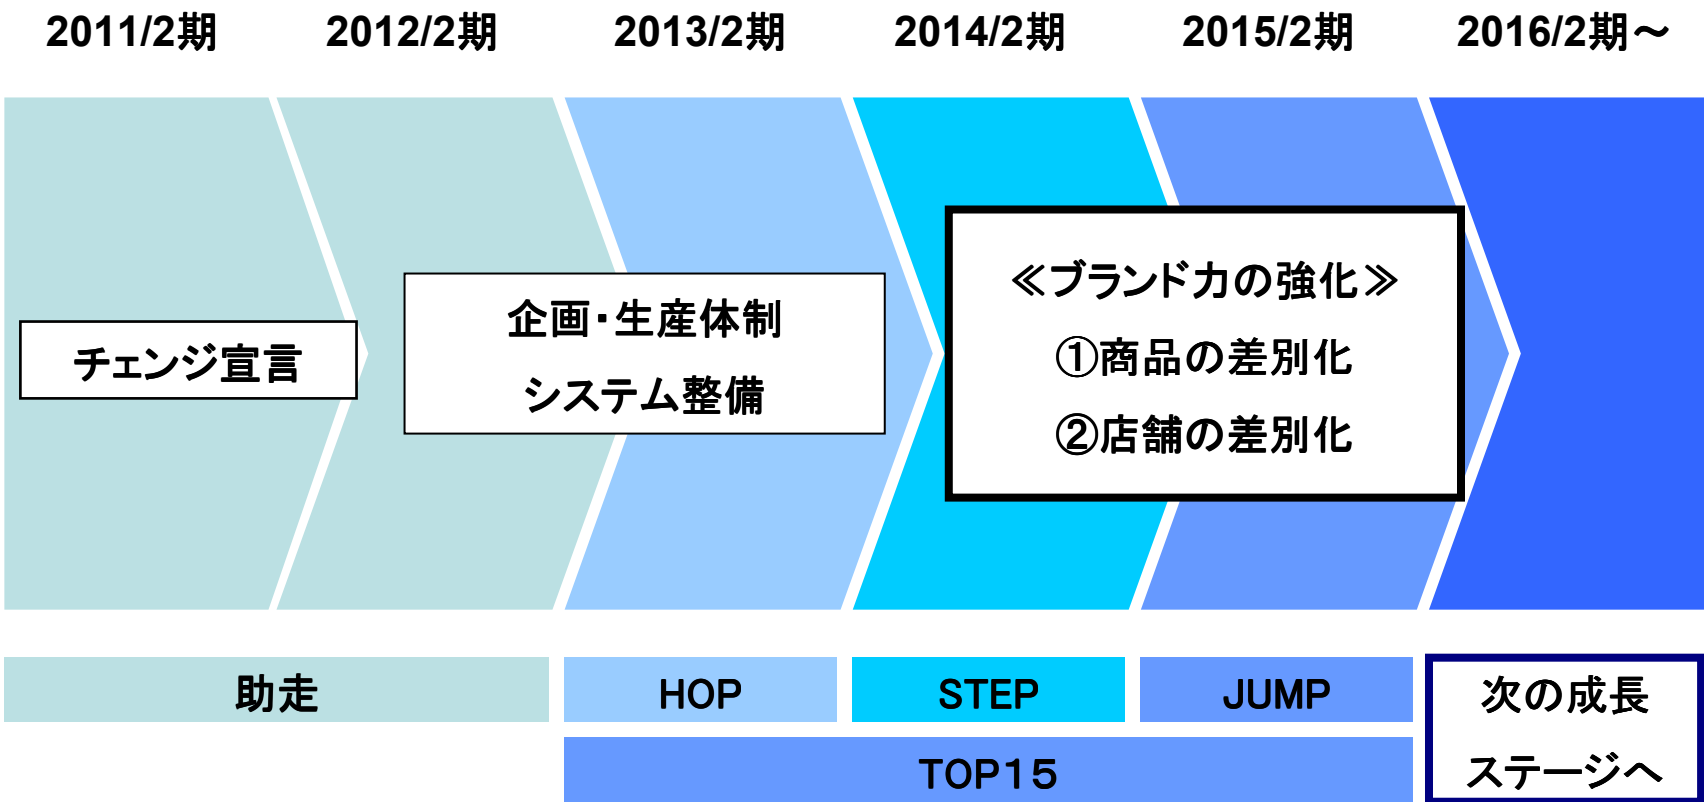 2011/2期
2012/2期
2013/2期
2014/2期
2015/2期
2016/2期～
チェンジ宣言
企画・生産体制
システム整備
≪ブランド力の強化≫
①商品の差別化
②店舗の差別化
助走
HOP
STEP
JUMP
次の成長
ステージへ
TOP１５